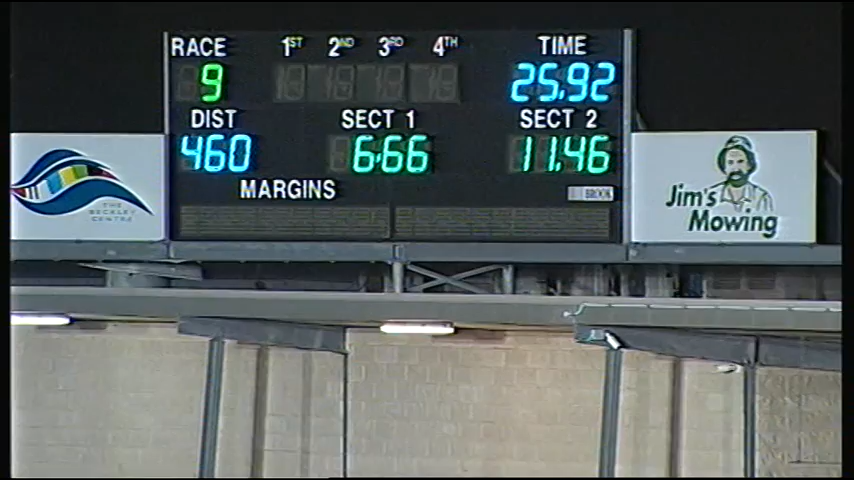 RACE 1ST 2ND 3RD 4TH TIME
9 25.92
DIST SECT 1 SECT 2
460 6.66 11.46
MARGINS
BROOK
THE
BECKLEY
CENTRE
Jim's
Mowing